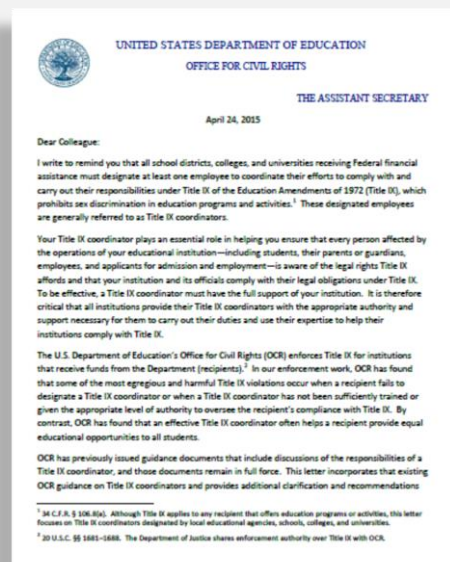 UNITED STATES DEPARTMENT OF EDUCATION
OFFICE FOR CIVIL RIGHTS
THE ASSISTANT SECRETARY
April 24, 2015
Dear Colleague:
I write to remind you that all school districts, colleges, and universities receiving Federal financial
assistance must designate at least one employee to coordinate their efforts to comply with and
carry out their responsibilities under Title IX of the Education Amendments of 1972 (Title IX), which
prohibits sex discrimination in education programs and activities.¹ These designated employees
are generally referred to as Title IX coordinators.
Your Title IX coordinator plays an essential role in helping you ensure that every person affected by
the operations of your educational institution—including students, their parents or guardians,
employees, and applicants for admission and employment—is aware of the legal rights Title IX
affords and that your institution and its officials comply with their legal obligations under Title IX.
To be effective, a Title IX coordinator must have the full support of your institution. It is therefore
critical that all institutions provide their Title IX coordinators with the appropriate authority and
support necessary for them to carry out their duties and use their expertise to help their
institutions comply with Title IX.
The U.S. Department of Education's Office for Civil Rights (OCR) enforces Title IX for institutions
that receive funds from the Department (recipients).² In our enforcement work, OCR has found
that some of the most egregious and harmful Title IX violations occur when a recipient fails to
designate a Title IX coordinator or when a Title IX coordinator has not been sufficiently trained or
given the appropriate level of authority to oversee the recipient's compliance with Title IX. By
contrast, OCR has found that an effective Title IX coordinator often helps a recipient provide equal
educational opportunities to all students.
OCR has previously issued guidance documents that include discussions of the responsibilities of a
Title IX coordinator, and those documents remain in full force. This letter incorporates that existing
OCR guidance on Title IX coordinators and provides additional clarification and recommendations
¹ 34 C.F.R. § 106.8(a). Although Title IX applies to any recipient that offers education programs or activities, this letter
focuses on Title IX coordinators designated by local educational agencies, schools, colleges, and universities.
² 20 U.S.C. §§ 1681–1688. The Department of Justice shares enforcement authority over Title IX with OCR.